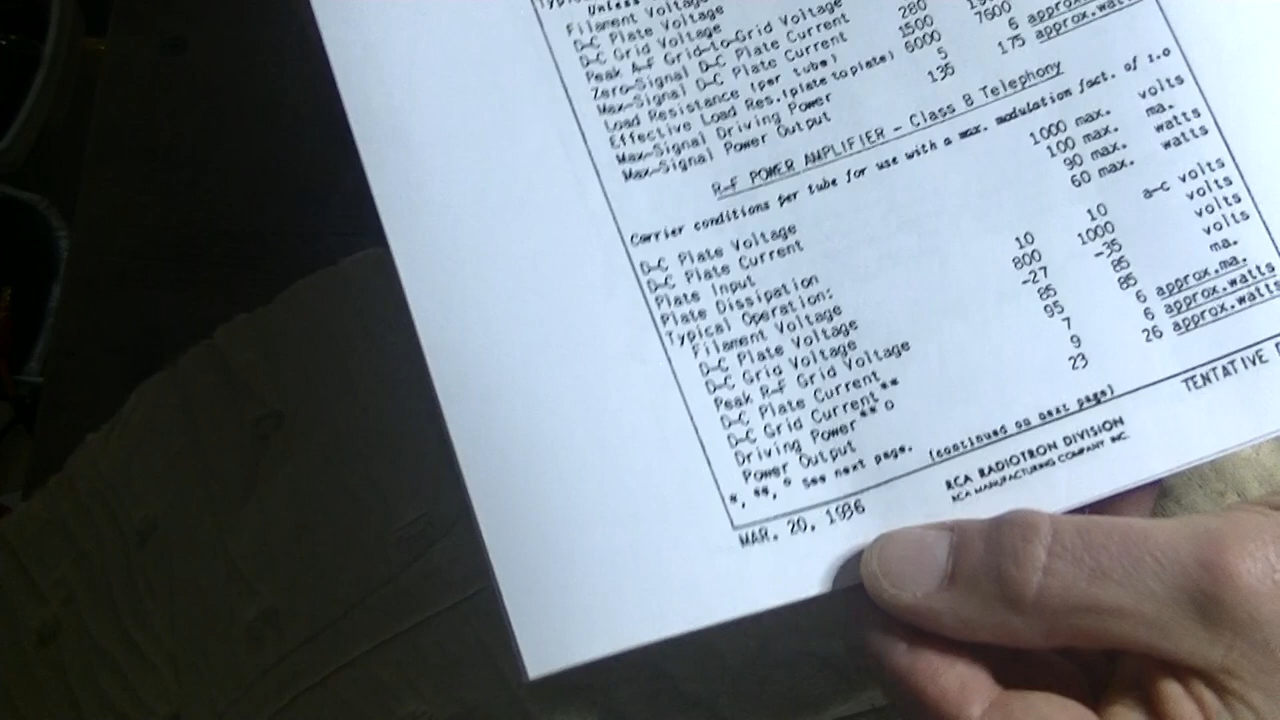 Unless
Filament Voltage
D-C Plate Voltage
D-C Grid Voltage
Peak A-F Grid-to-Grid Voltage
Zero-Signal D-C Plate Current 280
Max-Signal D-C Plate Current
Load Resistance (per tube) 1500
Effective Load Res.(plate to plate) 6000 7600
Max-Signal Driving Power 5 6 approx.
Max-Signal Power Output 135 175 approx.watts
R-F POWER AMPLIFIER - Class B Telephony
Carrier conditions per tube for use with a max. modulation fact. of 1.0
D-C Plate Voltage 1000 max. volts
D-C Plate Current 100 max. ma.
Plate Input 90 max. watts
Plate Dissipation 60 max. watts
Typical Operation:
Filament Voltage 10 10 a-c volts
D-C Plate Voltage 800 1000 volts
D-C Grid Voltage -27 -35 volts
Peak R-F Grid Voltage 85 85 volts
D-C Plate Current 95 85 ma.
D-C Grid Current** 7 6 approx.ma.
Driving Power** o 9 6 approx.watts
Power Output 23 26 approx.watts
*, **, o See next page. (continued on next page)
MAR. 20, 1936 RCA RADIOTRON DIVISION TENTATIVE
RCA MANUFACTURING COMPANY INC.